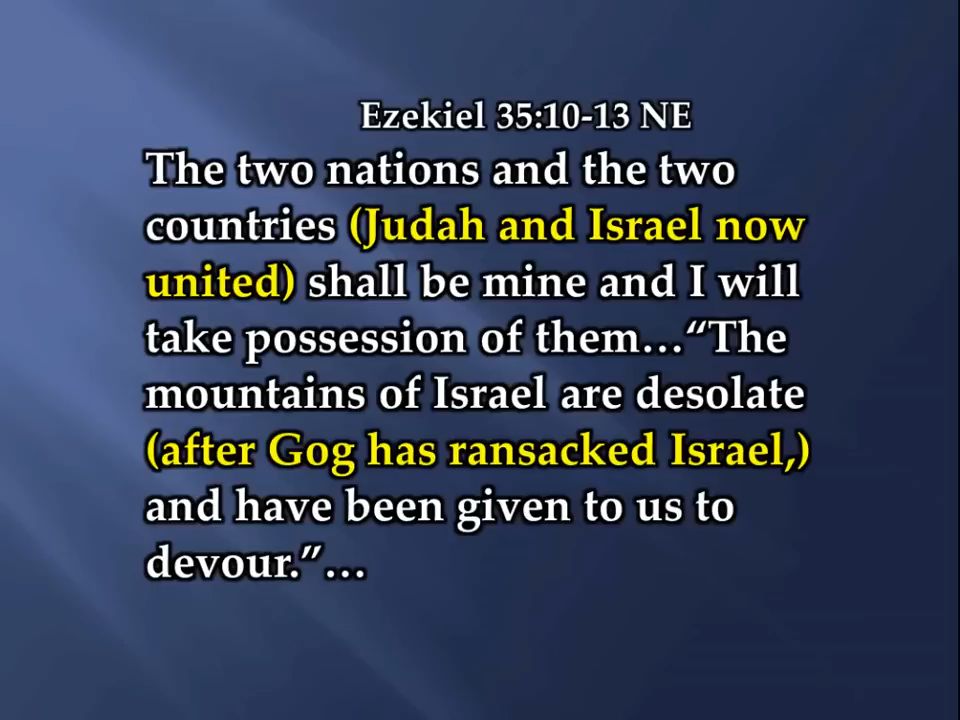 Ezekiel 35:10-13 NE
The two nations and the two
countries (Judah and Israel now
united) shall be mine and I will
take possession of them…“The
mountains of Israel are desolate
(after Gog has ransacked Israel,)
and have been given to us to
devour.”…